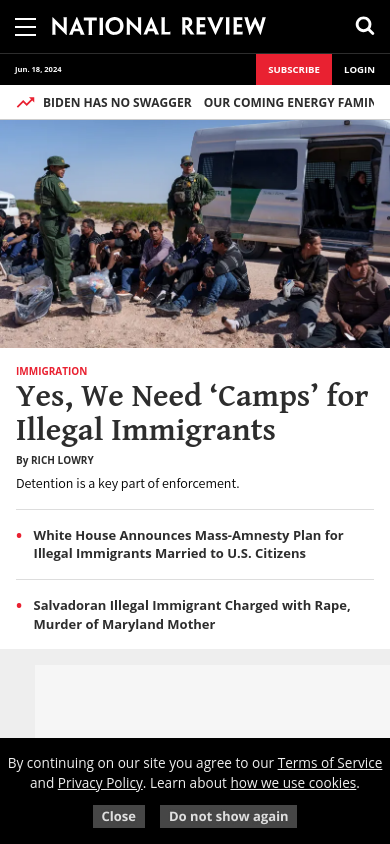 NATIONAL REVIEW
Jun. 18, 2024
SUBSCRIBE
LOGIN
BIDEN HAS NO SWAGGER OUR COMING ENERGY FAMIN
IMMIGRATION
Yes, We Need ‘Camps’ for
Illegal Immigrants
By RICH LOWRY
Detention is a key part of enforcement.
• White House Announces Mass-Amnesty Plan for
Illegal Immigrants Married to U.S. Citizens
• Salvadoran Illegal Immigrant Charged with Rape,
Murder of Maryland Mother
By continuing on our site you agree to our Terms of Service
and Privacy Policy. Learn about how we use cookies.
Close
Do not show again